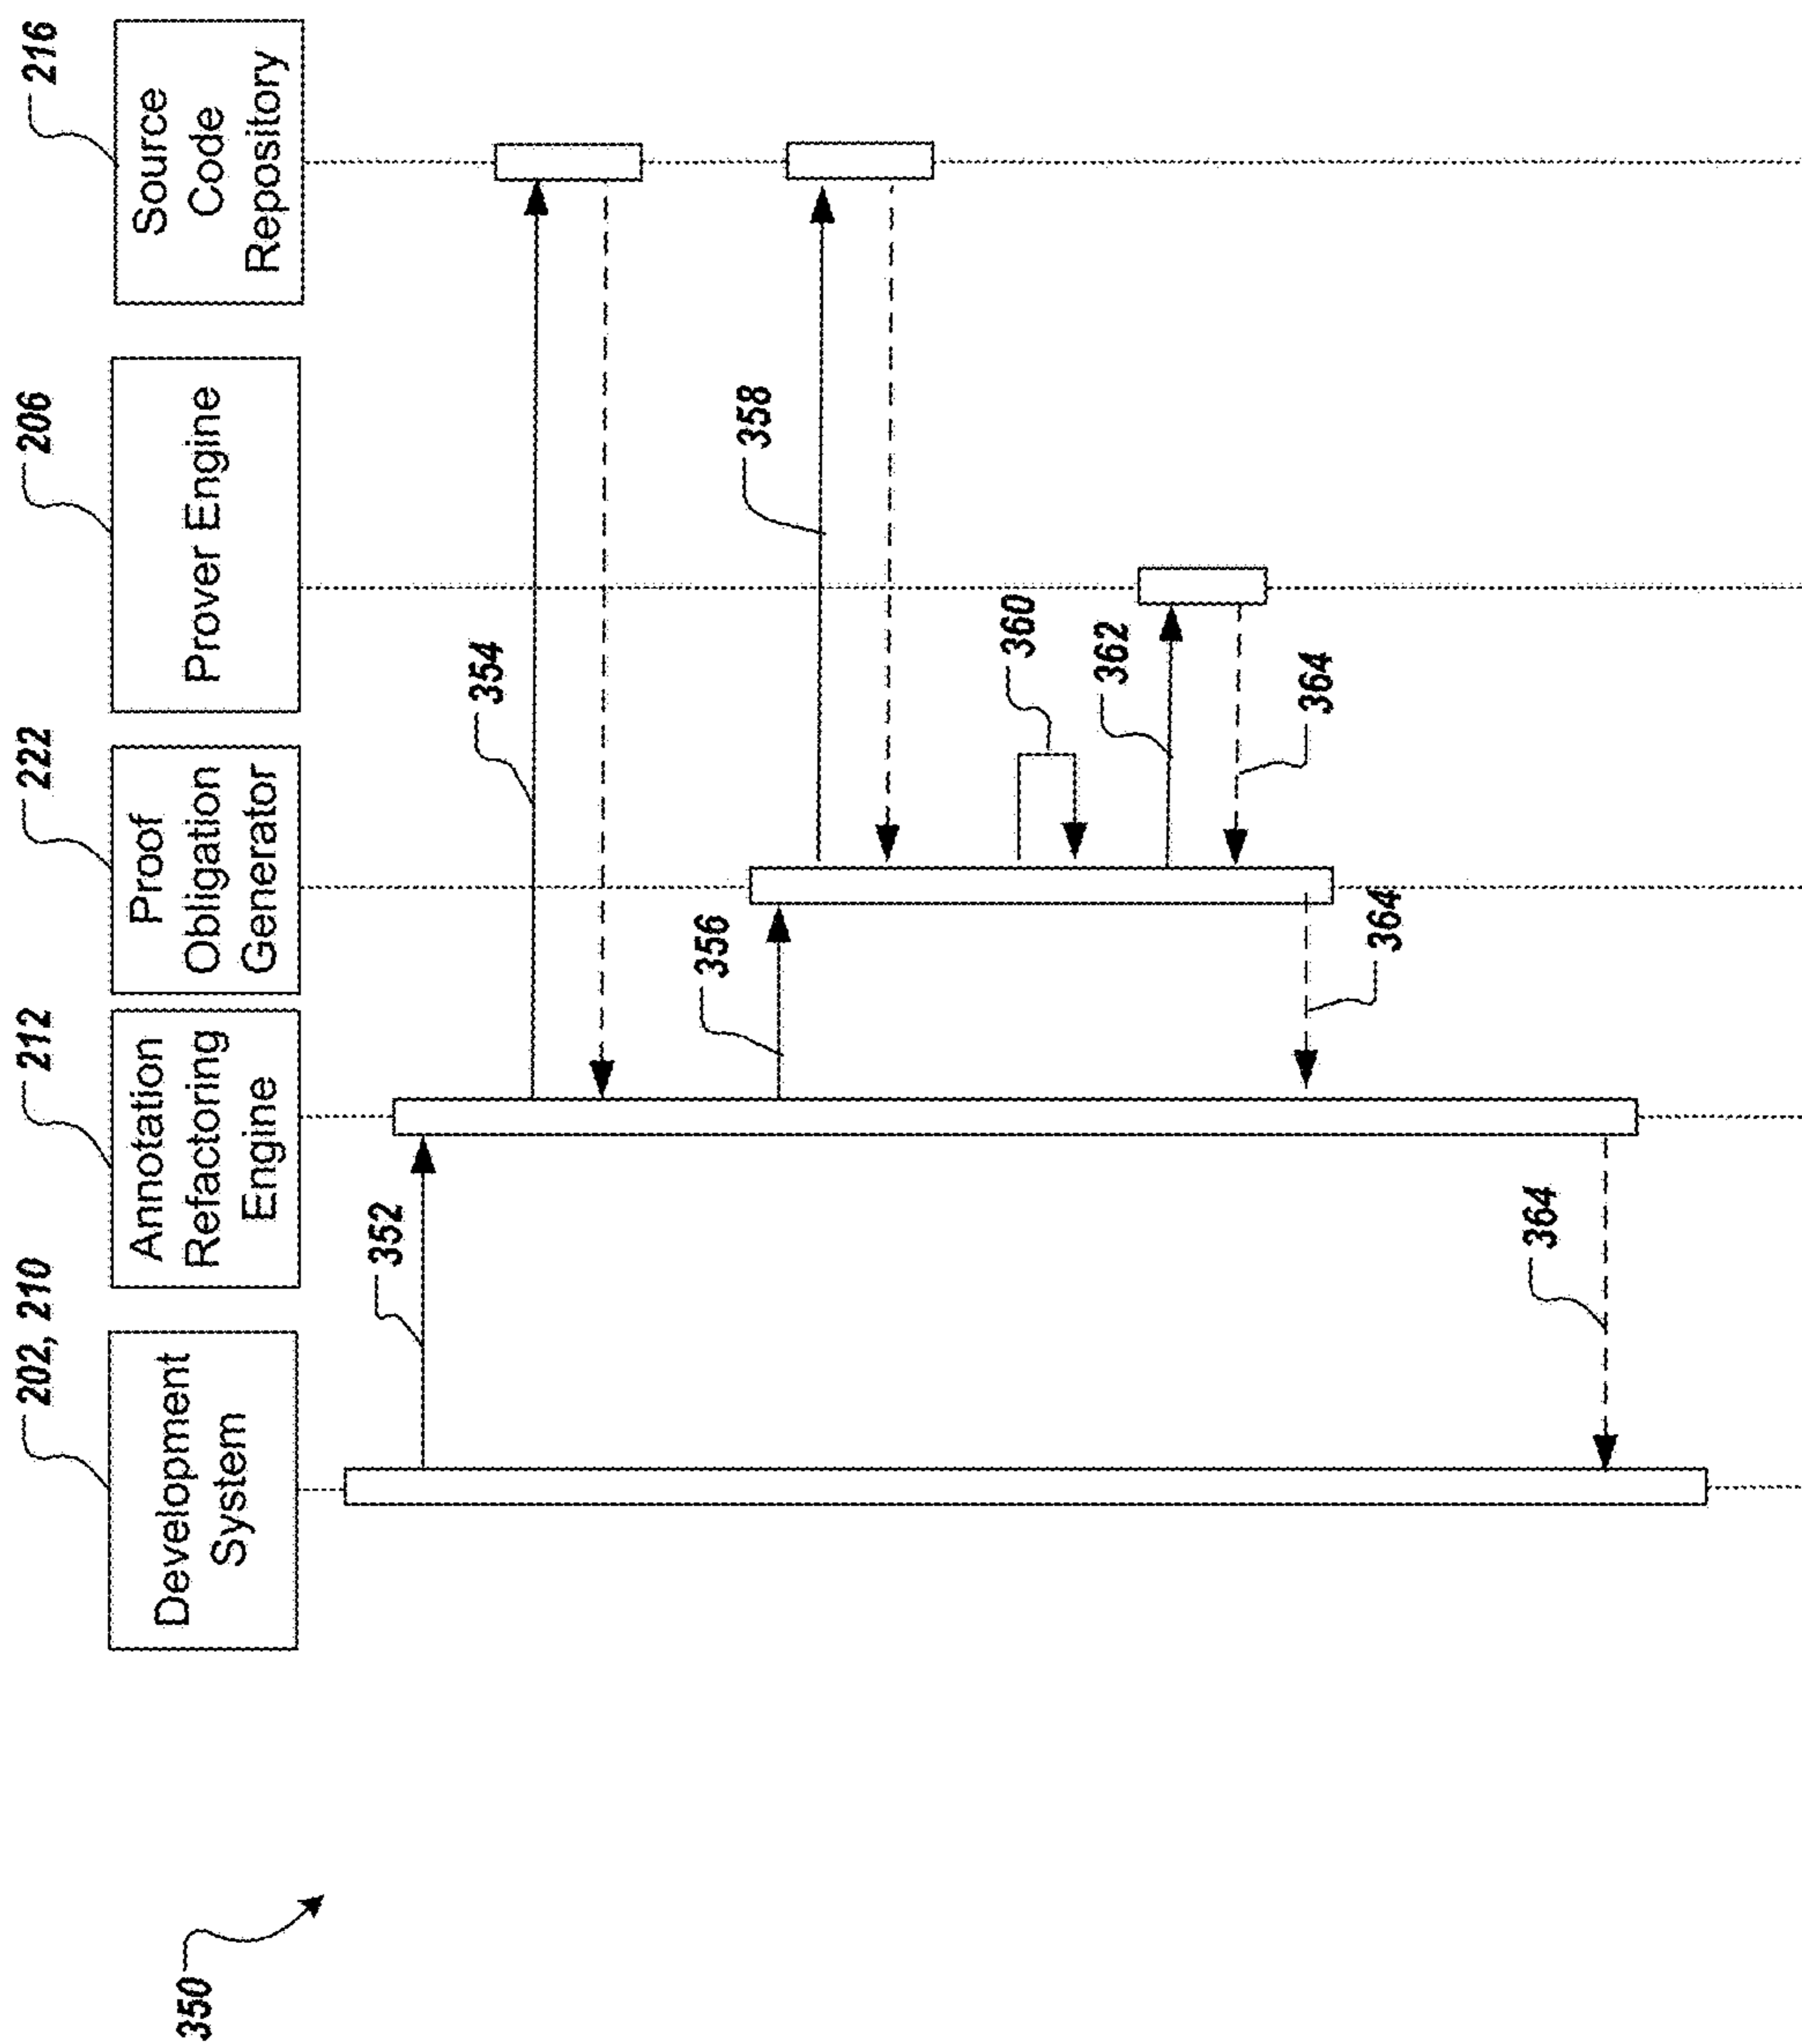 350
202, 210
Development
System
212
Annotation
Refactoring
Engine
222
Proof
Obligation
Generator
206
Prover Engine
216
Source
Code
Repository
352
354
356
358
360
362
364
364
364